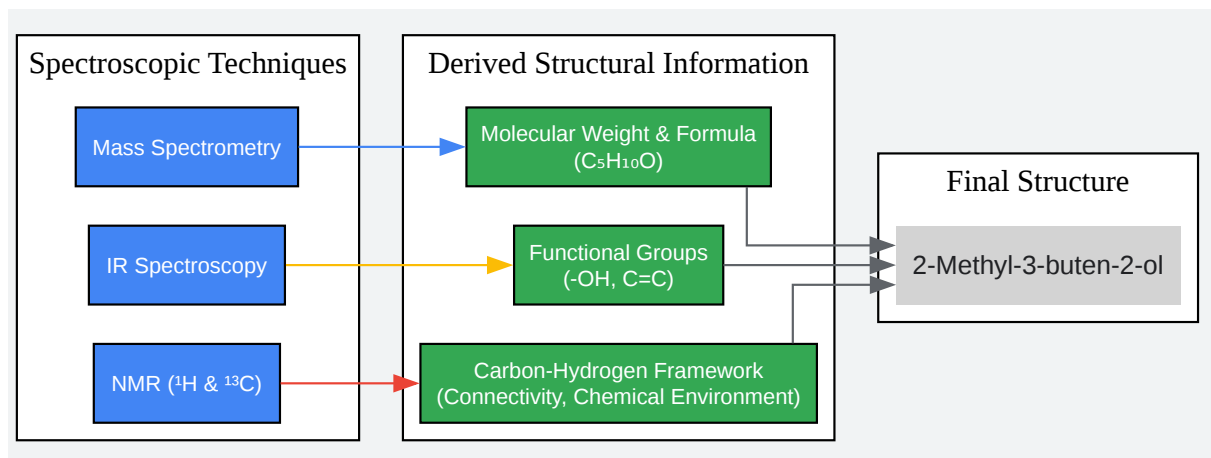 Spectroscopic Techniques
Mass Spectrometry
IR Spectroscopy
NMR (¹H & ¹³C)
Derived Structural Information
Molecular Weight & Formula
(C₅H₁₀O)
Functional Groups
(-OH, C=C)
Carbon-Hydrogen Framework
(Connectivity, Chemical Environment)
Final Structure
2-Methyl-3-buten-2-ol